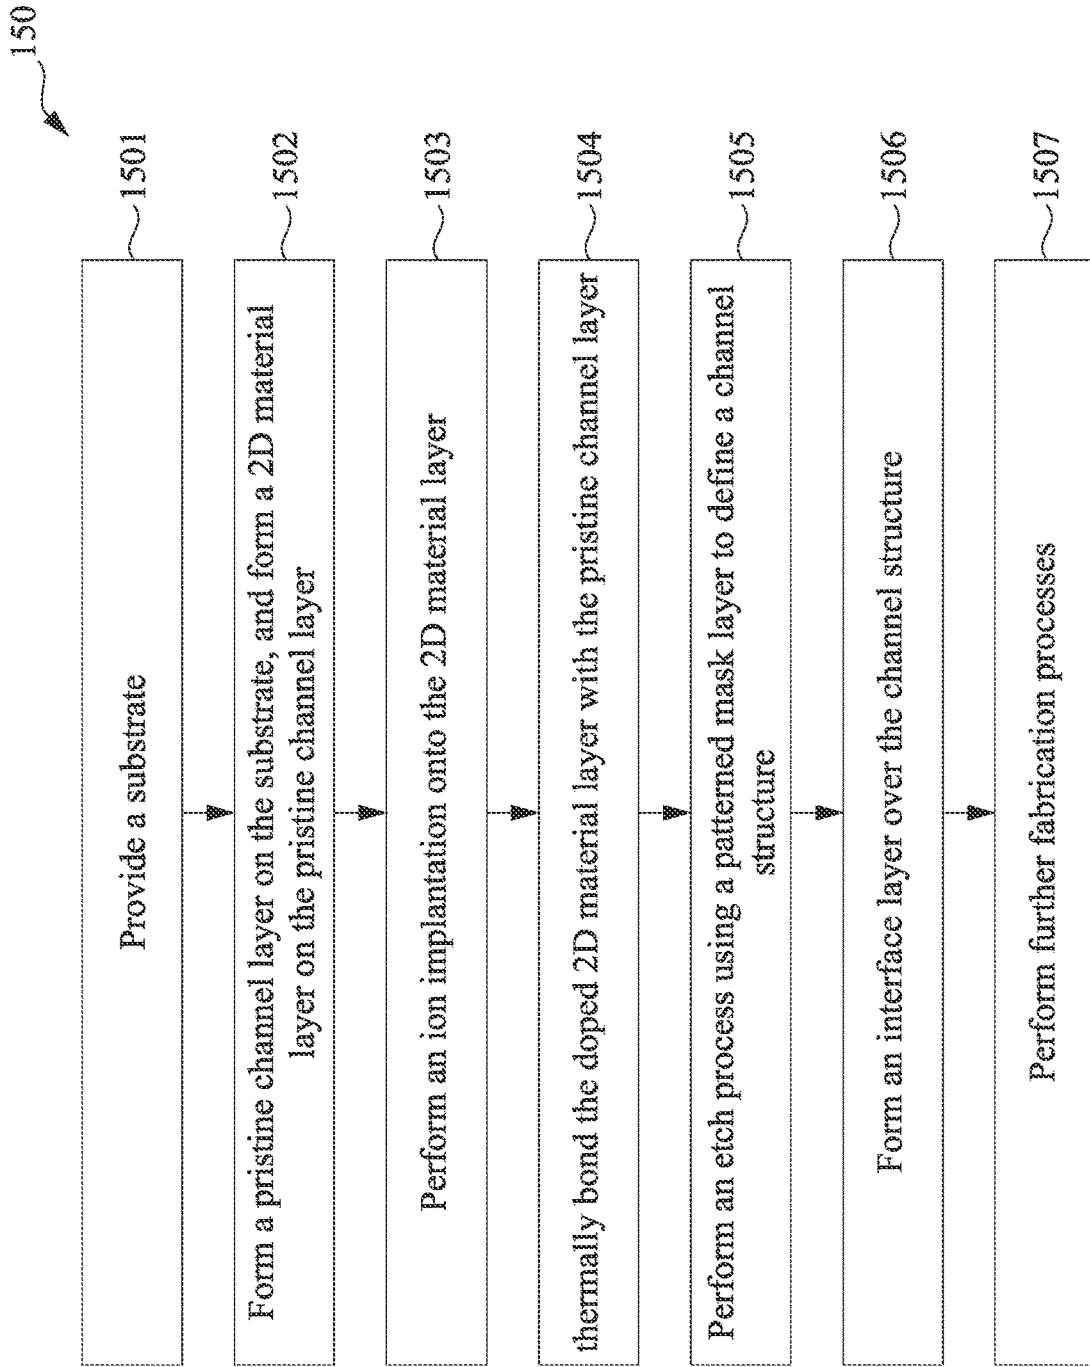 150
Provide a substrate
1501
Form a pristine channel layer on the substrate, and form a 2D material
layer on the pristine channel layer
1502
Perform an ion implantation onto the 2D material layer
1503
thermally bond the doped 2D material layer with the pristine channel layer
1504
Perform an etch process using a patterned mask layer to define a channel
structure
1505
Form an interface layer over the channel structure
1506
Perform further fabrication processes
1507